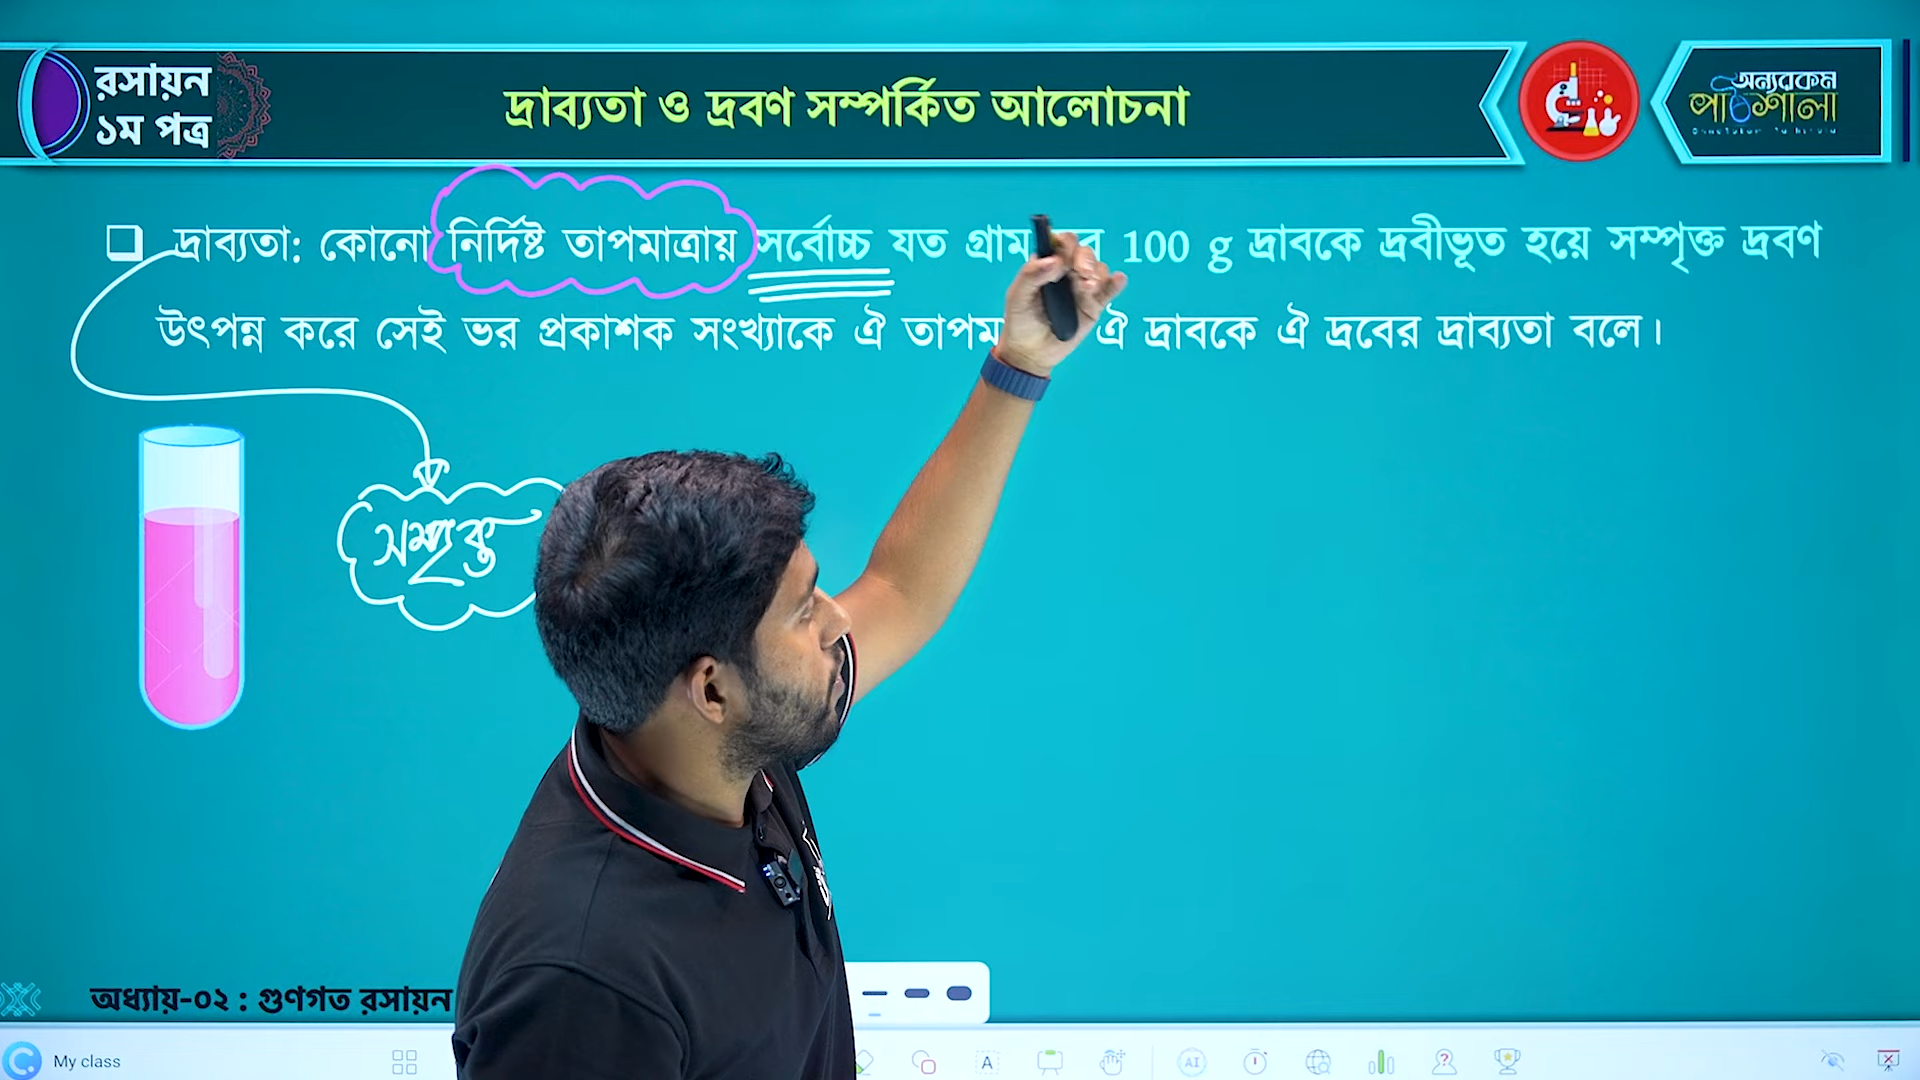 রসায়ন
১ম পত্র
দ্রাব্যতা ও দ্রবণ সম্পর্কিত আলোচনা
অন্যরকম
পাঠশালা
দ্রাব্যতা: কোনো নির্দিষ্ট তাপমাত্রায় সর্বোচ্চ যত গ্রাম 100 g দ্রাবকে দ্রবীভূত হয়ে সম্পৃক্ত দ্রবণ
উৎপন্ন করে সেই ভর প্রকাশক সংখ্যাকে ঐ ঐ দ্রাবকে ঐ দ্রবের দ্রাব্যতা বলে।
সম্পৃক্ত
অধ্যায়-০২ : গুণগত রসায়ন
My class
A
AI